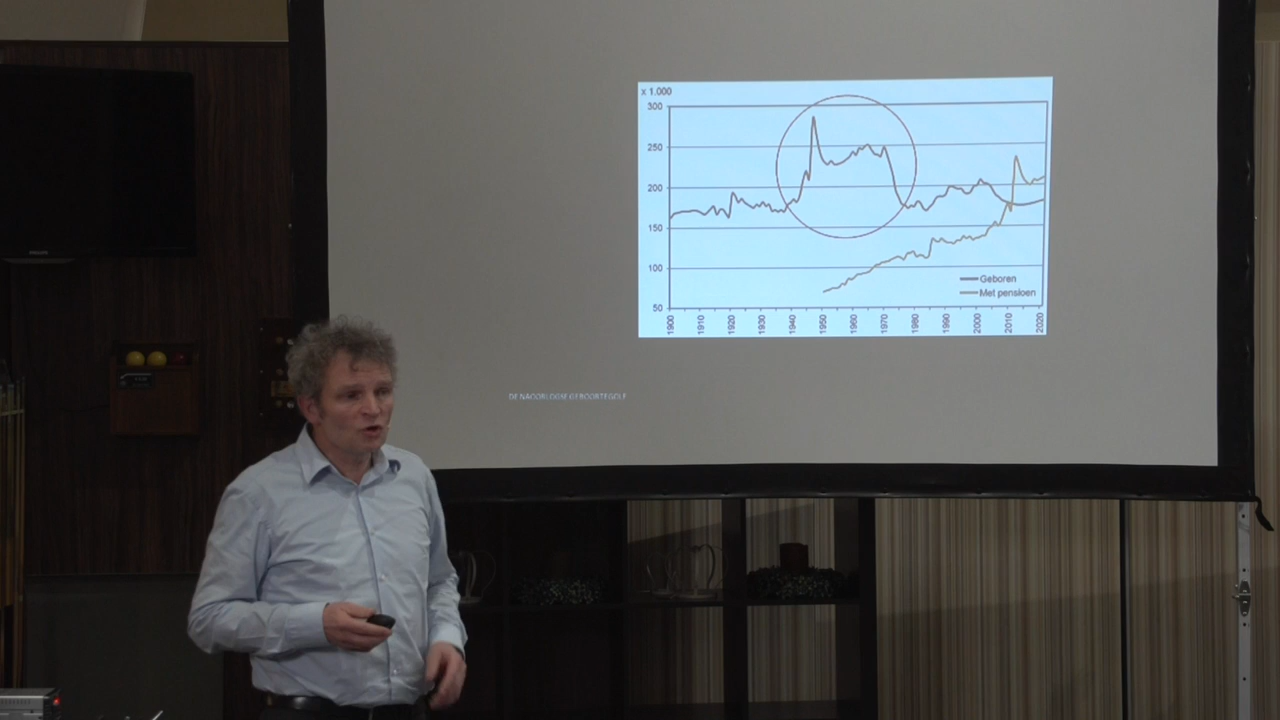 x 1.000
300
250
200
150
100
50
Geboren
Met pensioen
1900 1910 1920 1930 1940 1950 1960 1970 1980 1990 2000 2010 2020
DE NAOORLOGSE GEBOORTEGOLF
PHILIPS